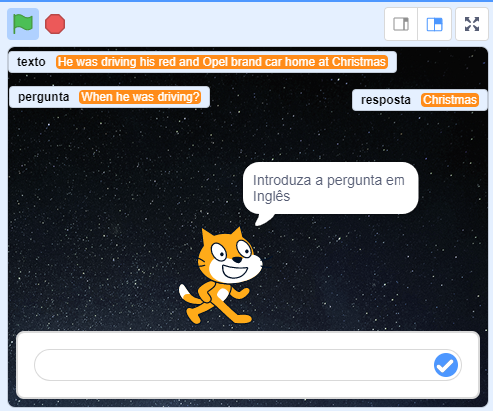 texto He was driving his red and Opel brand car home at Christmas
pergunta When he was driving?
resposta Christmas
Introduza a pergunta em
Inglês